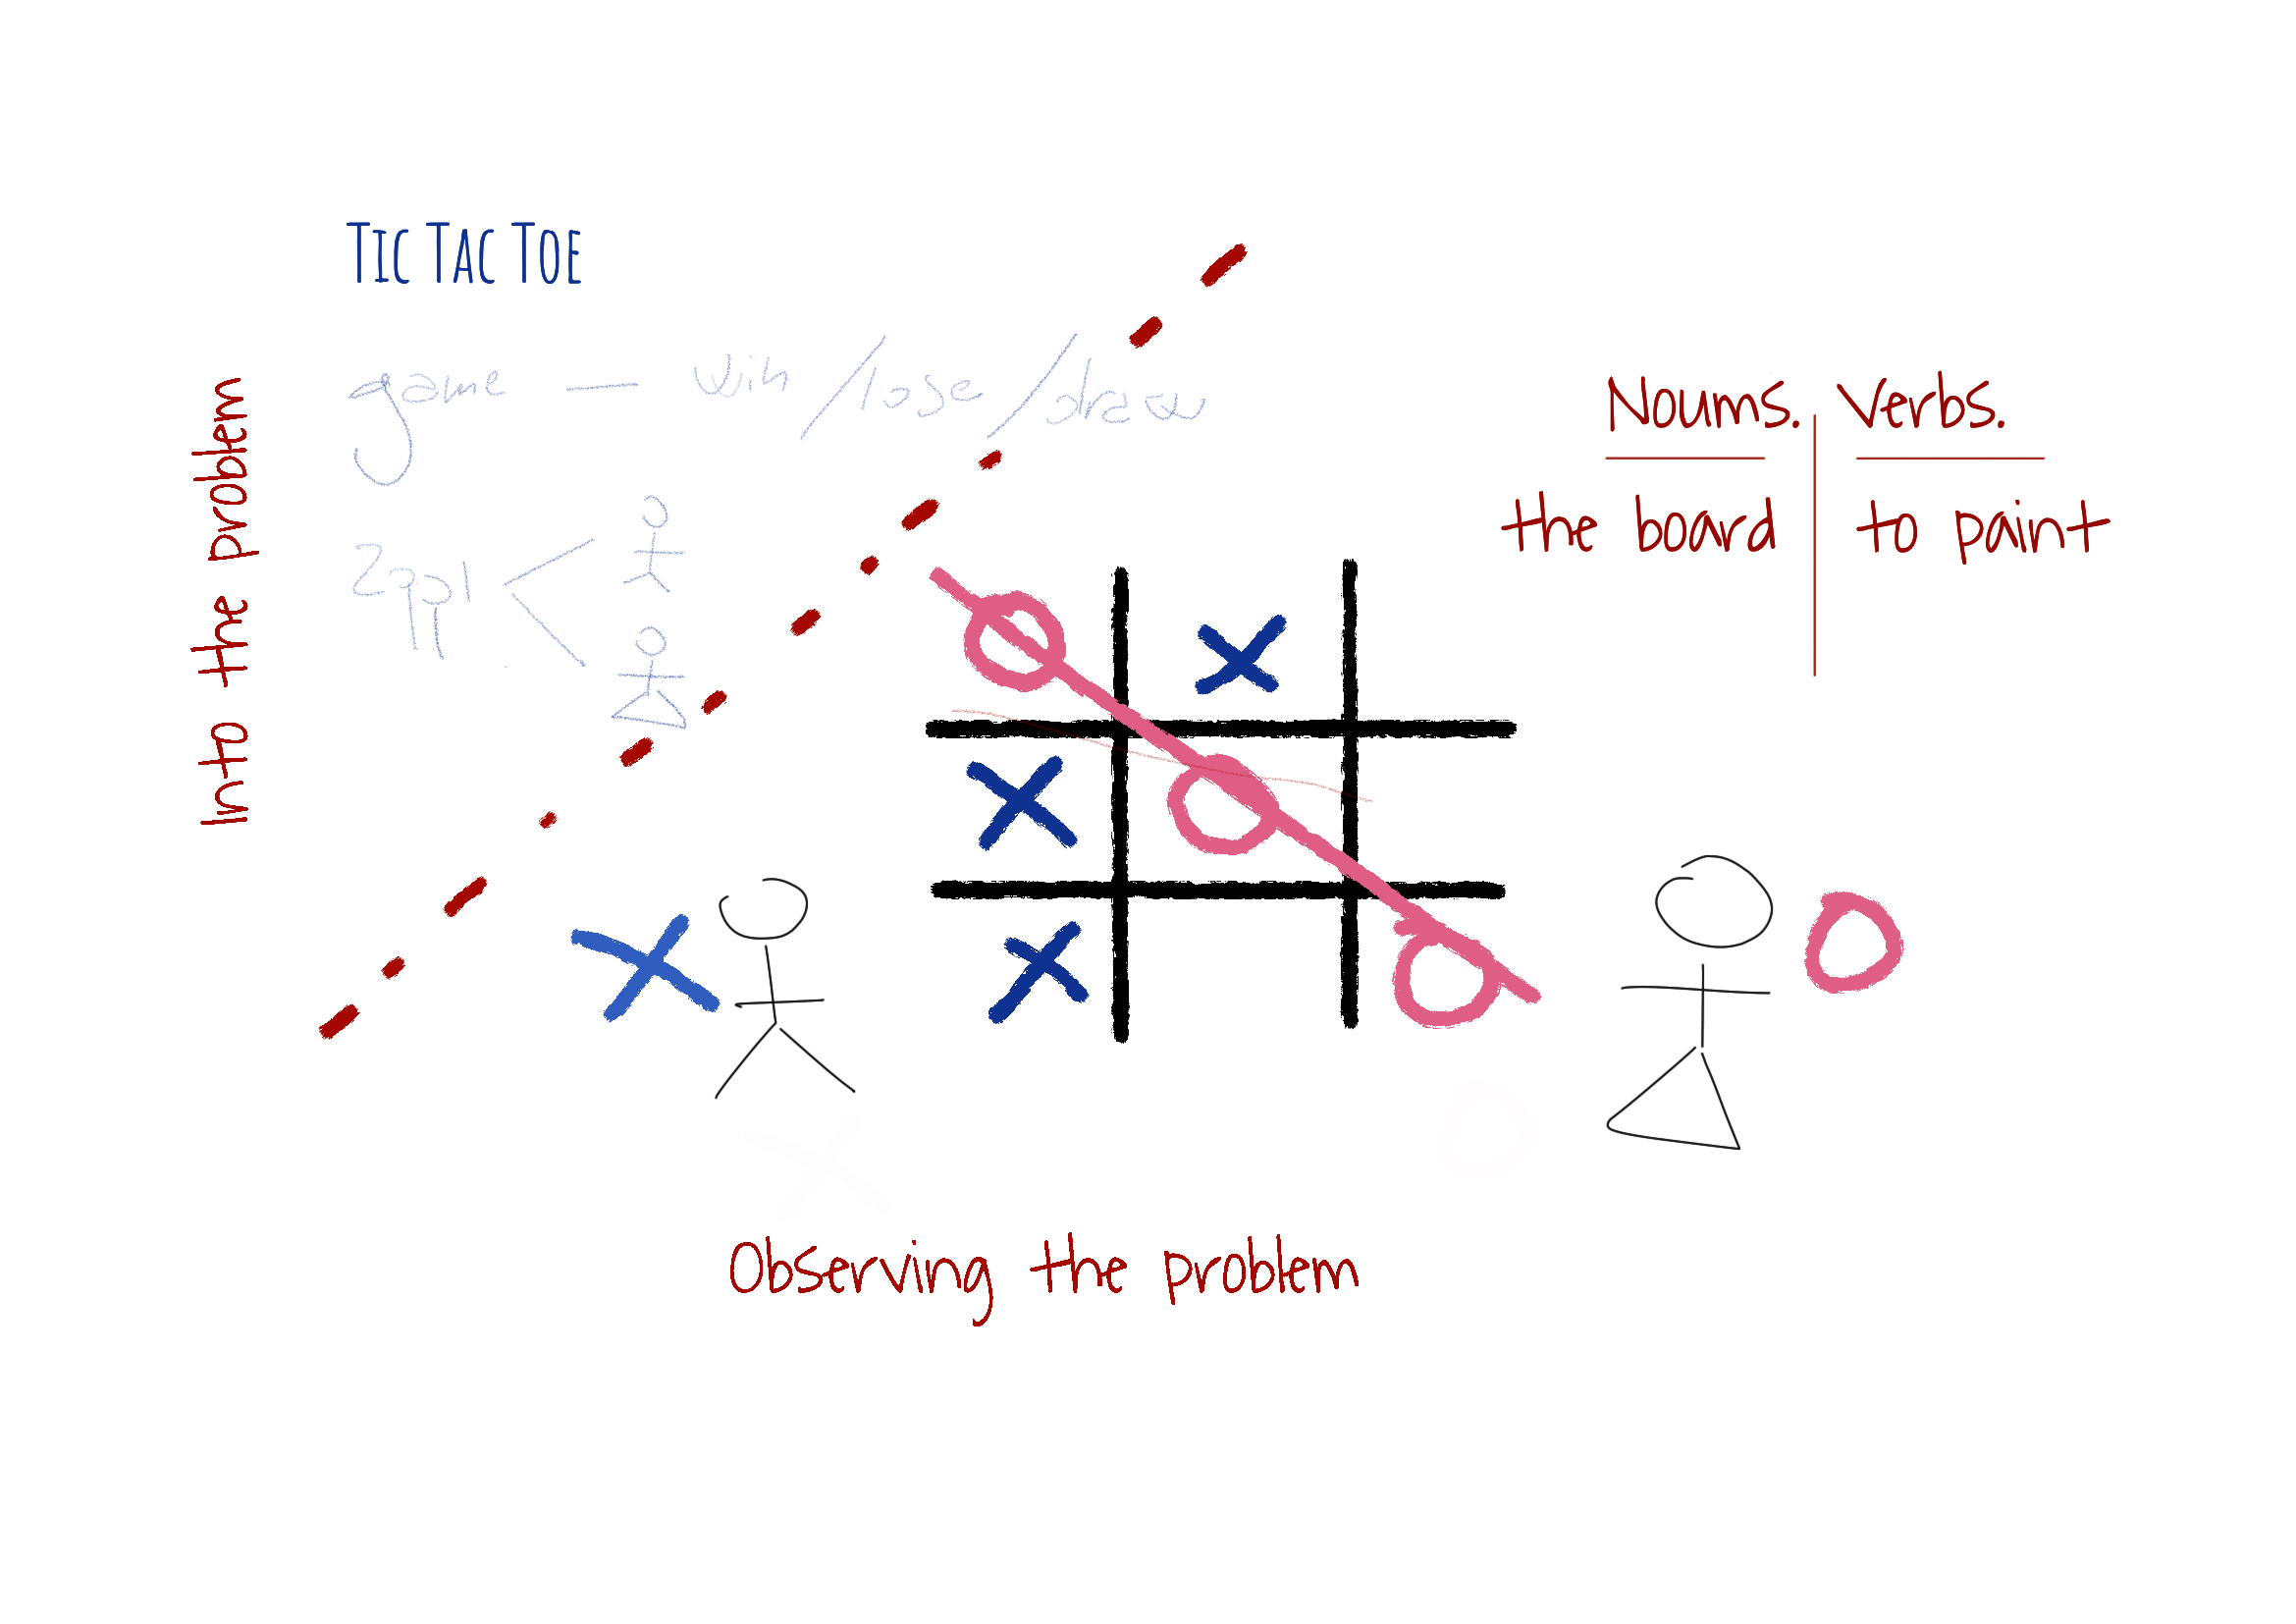 TIC TAC TOE
game — win/lose/draw
2ppl
Into the problem
Noums. Verbs.
the board to paint
Observing the problem